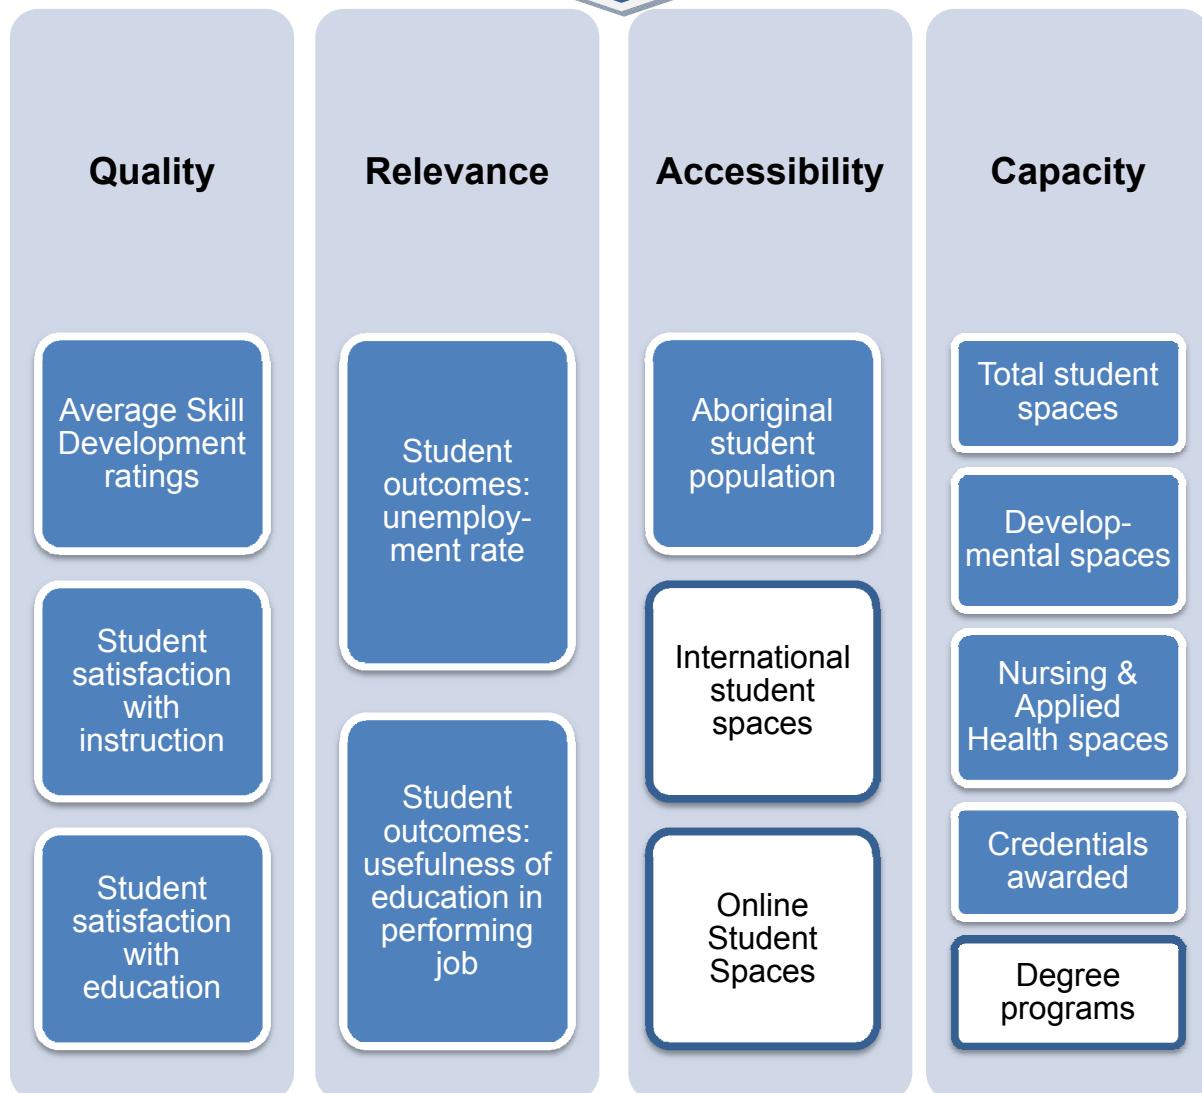 Quality
Average Skill
Development
ratings
Student
satisfaction
with
instruction
Student
satisfaction
with
education
Relevance
Student
outcomes:
unemploy-
ment rate
Student
outcomes:
usefulness of
education in
performing
job
Accessibility
Aboriginal
student
population
International
student
spaces
Online
Student
Spaces
Capacity
Total student
spaces
Develop-
mental spaces
Nursing &
Applied
Health spaces
Credentials
awarded
Degree
programs